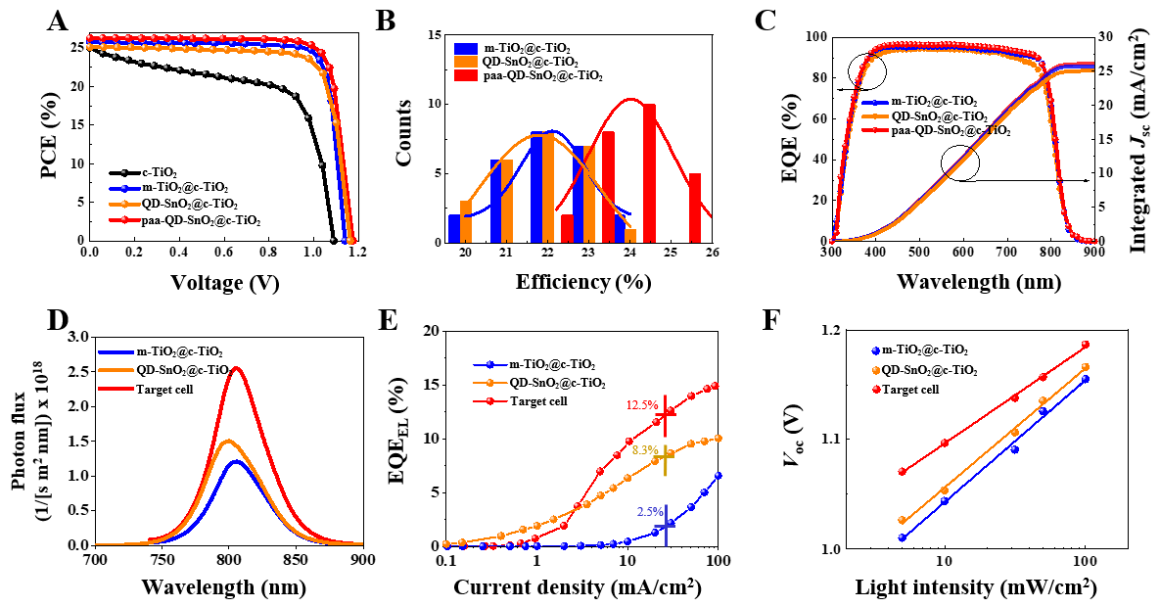 A
25
20
15
10
5
0
0.0 0.2 0.4 0.6 0.8 1.0 1.2
PCE (%)
Voltage (V)
c-TiO₂
m-TiO₂@c-TiO₂
QD-SnO₂@c-TiO₂
paa-QD-SnO₂@c-TiO₂
B
15
10
5
0
20 21 22 23 24 25 26
Counts
Efficiency (%)
m-TiO₂@c-TiO₂
QD-SnO₂@c-TiO₂
paa-QD-SnO₂@c-TiO₂
C
100
80
60
40
20
0
300 400 500 600 700 800 900
30
25
20
15
10
5
0
EQE (%)
Wavelength (nm)
Integrated Jsc (mA/cm²)
m-TiO₂@c-TiO₂
QD-SnO₂@c-TiO₂
paa-QD-SnO₂@c-TiO₂
D
3.0
2.5
2.0
1.5
1.0
0.5
0.0
700 750 800 850 900
Photon flux
(1/[s m² nm]) x 10¹⁸
Wavelength (nm)
m-TiO₂@c-TiO₂
QD-SnO₂@c-TiO₂
Target cell
E
20
15
10
5
0
0.1 1 10 100
EQE_EL (%)
Current density (mA/cm²)
m-TiO₂@c-TiO₂
QD-SnO₂@c-TiO₂
Target cell
12.5%
8.3%
2.5%
F
1.2
1.1
1.0
10 100
Voc (V)
Light intensity (mW/cm²)
m-TiO₂@c-TiO₂
QD-SnO₂@c-TiO₂
Target cell